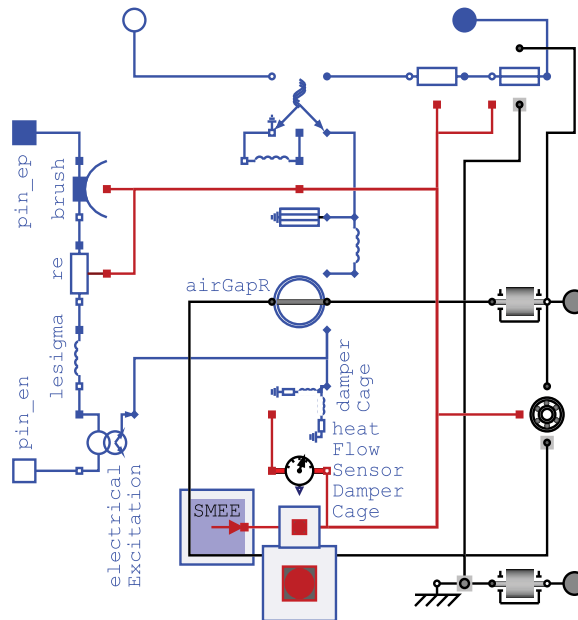 pin_ep
brush
re
airGapR
lesigma
pin_en
damper
Cage
heat
Flow
Sensor
Damper
Cage
electrical
Excitation
SMEE